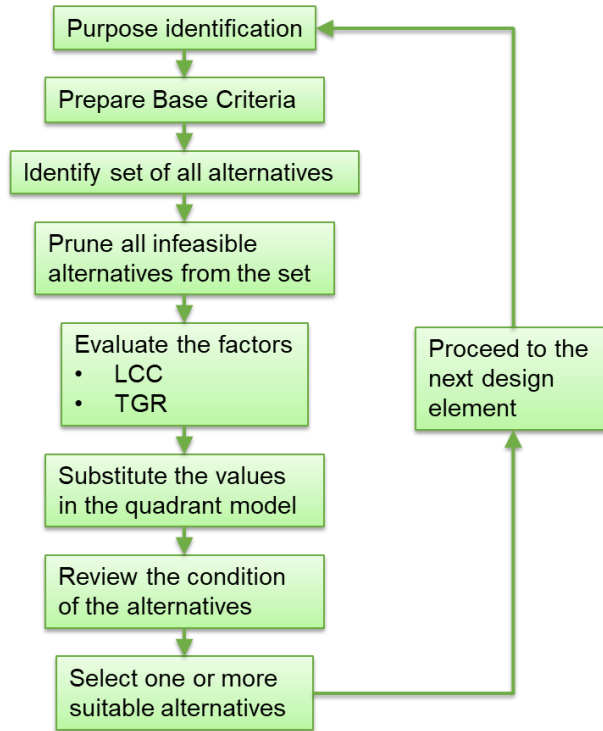 Purpose identification
Prepare Base Criteria
Identify set of all alternatives
Prune all infeasible
alternatives from the set
Evaluate the factors
• LCC
• TGR
Substitute the values
in the quadrant model
Review the condition
of the alternatives
Select one or more
suitable alternatives
Proceed to the
next design
element